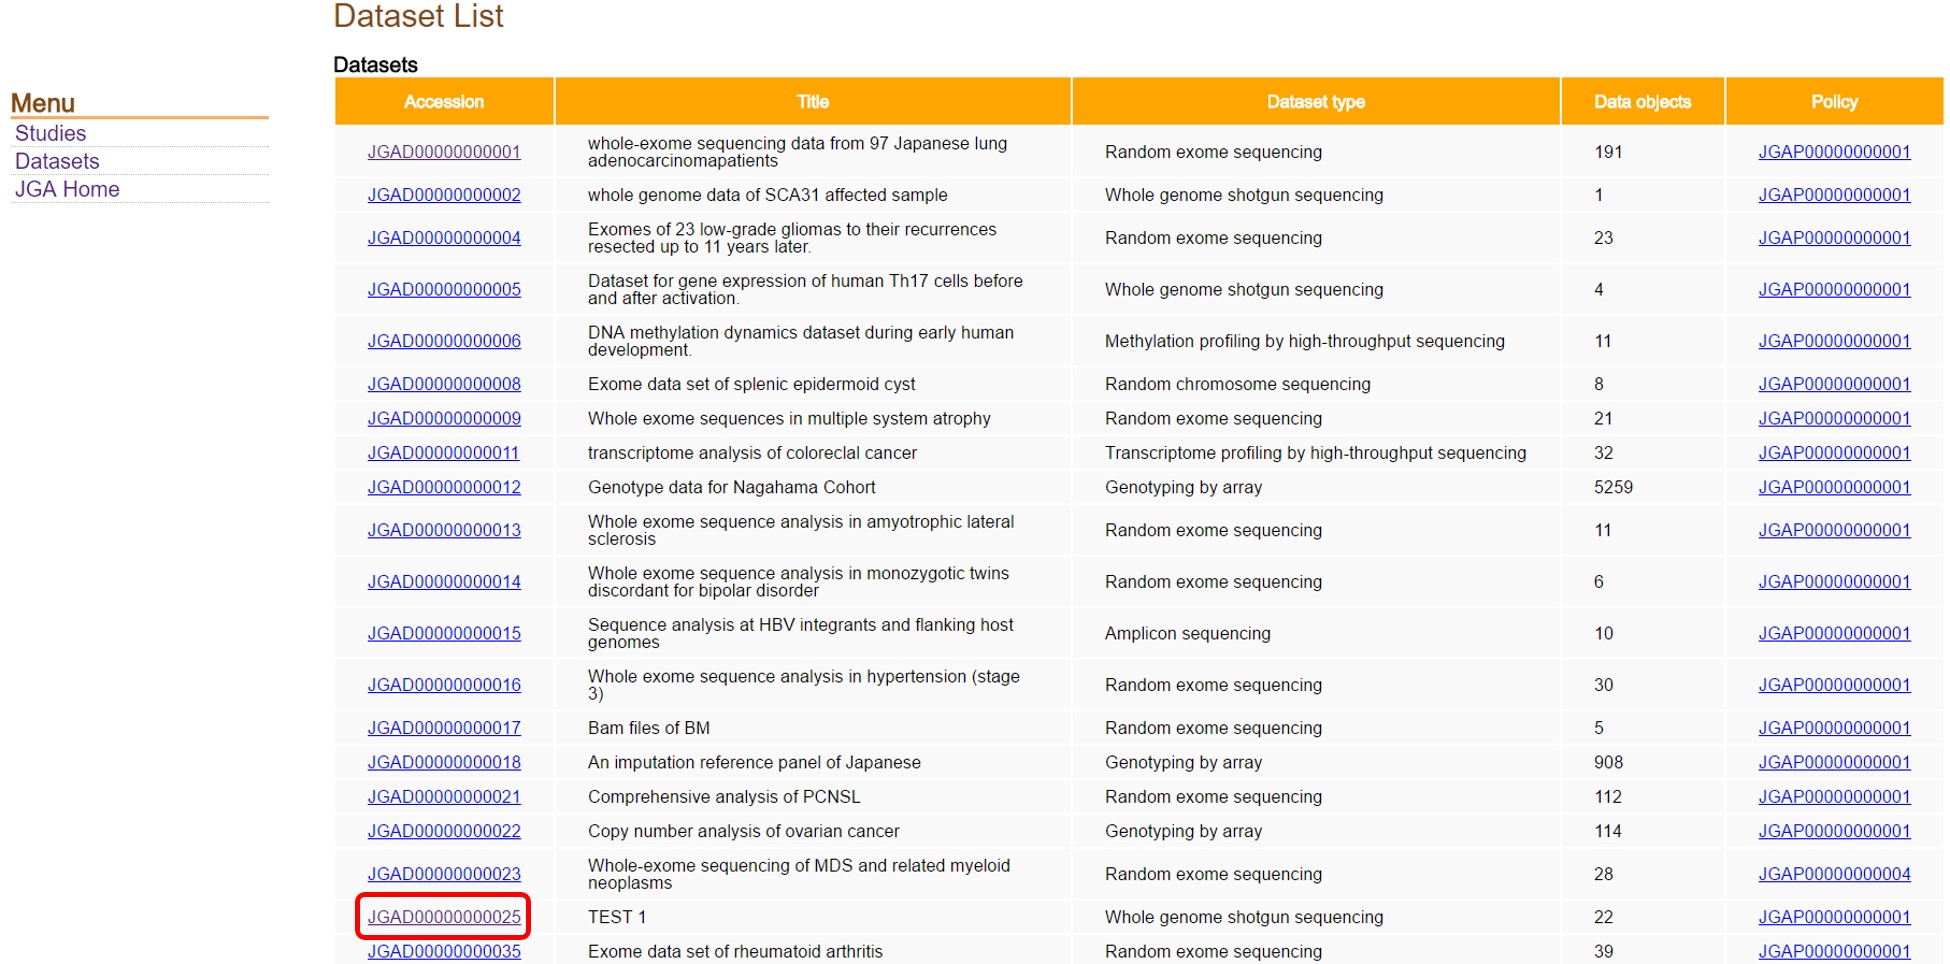 Dataset List
Menu
Studies
Datasets
JGA Home
Datasets
Accession Title Dataset type Data objects Policy
JGAD00000000001 whole-exome sequencing data from 97 Japanese lung Random exome sequencing 191 JGAP00000000001
adenocarcinomapatients
JGAD00000000002 whole genome data of SCA31 affected sample Whole genome shotgun sequencing 1 JGAP00000000001
JGAD00000000004 Exomes of 23 low-grade gliomas to their recurrences Random exome sequencing 23 JGAP00000000001
resected up to 11 years later.
JGAD00000000005 Dataset for gene expression of human Th17 cells before Whole genome shotgun sequencing 4 JGAP00000000001
and after activation.
JGAD00000000006 DNA methylation dynamics dataset during early human Methylation profiling by high-throughput sequencing 11 JGAP00000000001
development.
JGAD00000000008 Exome data set of splenic epidermoid cyst Random chromosome sequencing 8 JGAP00000000001
JGAD00000000009 Whole exome sequences in multiple system atrophy Random exome sequencing 21 JGAP00000000001
JGAD00000000011 transcriptome analysis of coloreclal cancer Transcriptome profiling by high-throughput sequencing 32 JGAP00000000001
JGAD00000000012 Genotype data for Nagahama Cohort Genotyping by array 5259 JGAP00000000001
JGAD00000000013 Whole exome sequence analysis in amyotrophic lateral Random exome sequencing 11 JGAP00000000001
sclerosis
JGAD00000000014 Whole exome sequence analysis in monozygotic twins Random exome sequencing 6 JGAP00000000001
discordant for bipolar disorder
JGAD00000000015 Sequence analysis at HBV integrants and flanking host Amplicon sequencing 10 JGAP00000000001
genomes
JGAD00000000016 Whole exome sequence analysis in hypertension (stage Random exome sequencing 30 JGAP00000000001
3)
JGAD00000000017 Bam files of BM Random exome sequencing 5 JGAP00000000001
JGAD00000000018 An imputation reference panel of Japanese Genotyping by array 908 JGAP00000000001
JGAD00000000021 Comprehensive analysis of PCNSL Random exome sequencing 112 JGAP00000000001
JGAD00000000022 Copy number analysis of ovarian cancer Genotyping by array 114 JGAP00000000001
JGAD00000000023 Whole-exome sequencing of MDS and related myeloid Random exome sequencing 28 JGAP00000000004
neoplasms
JGAD00000000025 TEST 1 Whole genome shotgun sequencing 22 JGAP00000000001
JGAD00000000035 Exome data set of rheumatoid arthritis Random exome sequencing 39 JGAP00000000001